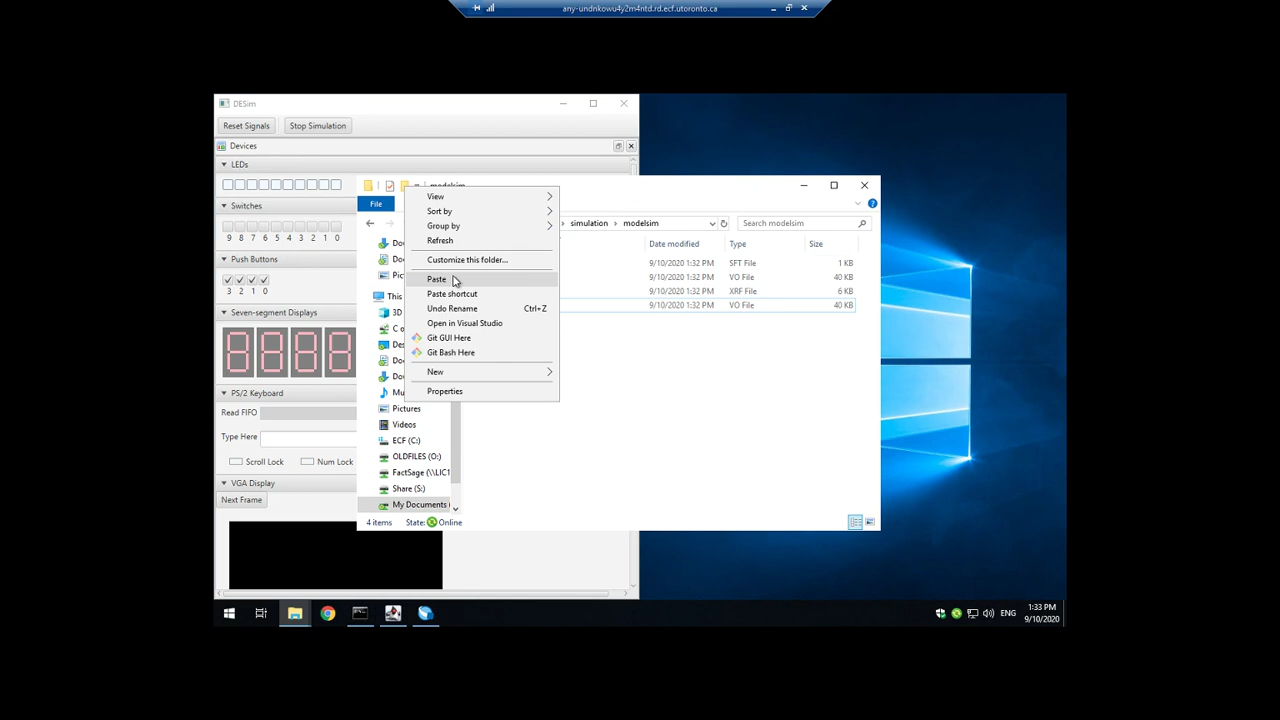 any-undnkowu4y2m4ntd.rd.ecf.utoronto.ca
DESim
Reset Signals
Stop Simulation
Devices
LEDs
Switches
9 8 7 6 5 4 3 2 1 0
Push Buttons
3 2 1 0
Seven-segment Displays
8888
PS/2 Keyboard
Read FIFO
Type Here
Scroll Lock
Num Lock
VGA Display
Next Frame
modelsim
File
simulation
modelsim
Search modelsim
Date modified
Type
Size
9/10/2020 1:32 PM SFT File 1 KB
9/10/2020 1:32 PM VO File 40 KB
9/10/2020 1:32 PM XRF File 6 KB
9/10/2020 1:32 PM VO File 40 KB
This
3D
Pictures
Videos
ECF (C:)
OLDFILES (O:)
FactSage (\\LIC1
Share (S:)
My Documents
4 items
State:
Online
View
Sort by
Group by
Refresh
Customize this folder...
Paste
Paste shortcut
Undo Rename Ctrl+Z
Open in Visual Studio
Git GUI Here
Git Bash Here
New
Properties
ENG
1:33 PM
9/10/2020